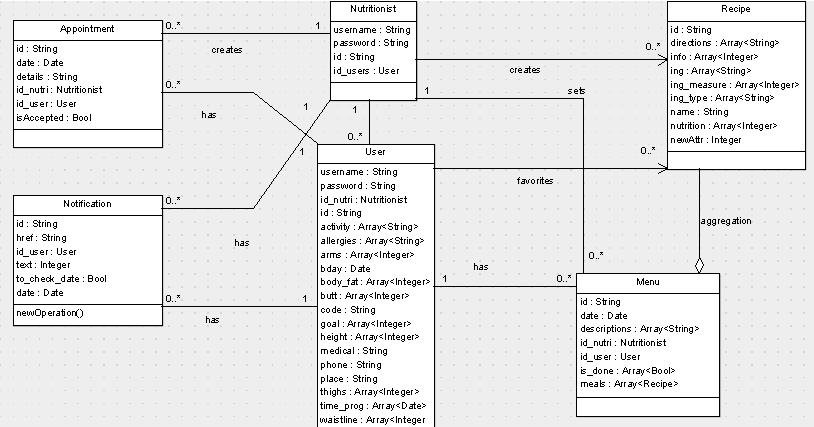 Appointment
id : String
date : Date
details : String
id_nutri : Nutritionist
id_user : User
isAccepted : Bool
0..*
1
creates
0..*
has
Nutritionist
username : String
password : String
id : String
id_users : User
1
1
1
1
0..*
0..*
creates
sets
Recipe
id : String
directions : Array<String>
info : Array<Integer>
ing : Array<String>
ing_measure : Array<Integer>
ing_type : Array<String>
name : String
nutrition : Array<Integer>
newAttr : Integer
0..*
favorites
aggregation
Notification
id : String
href : String
id_user : User
text : Integer
to_check_date : Bool
date : Date
newOperation()
0..*
has
0..*
1
has
User
username : String
password : String
id_nutri : Nutritionist
id : String
activity : Array<String>
allergies : Array<String>
arms : Array<Integer>
bday : Date
body_fat : Array<Integer>
butt : Array<Integer>
code : String
goal : Array<Integer>
height : Array<Integer>
medical : String
phone : String
place : String
thighs : Array<Integer>
time_prog : Array<Date>
waistline : Array<Integer
1
has
0..*
0..*
Menu
id : String
date : Date
descriptions : Array<String>
id_nutri : Nutritionist
id_user : User
is_done : Array<Bool>
meals : Array<Recipe>